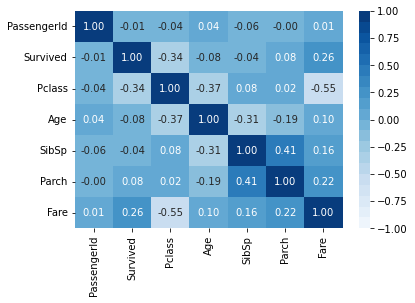 PassengerId 1.00 -0.01 -0.04 0.04 -0.06 -0.00 0.01
Survived -0.01 1.00 -0.34 -0.08 -0.04 0.08 0.26
Pclass -0.04 -0.34 1.00 -0.37 0.08 0.02 -0.55
Age 0.04 -0.08 -0.37 1.00 -0.31 -0.19 0.10
SibSp -0.06 -0.04 0.08 -0.31 1.00 0.41 0.16
Parch -0.00 0.08 0.02 -0.19 0.41 1.00 0.22
Fare 0.01 0.26 -0.55 0.10 0.16 0.22 1.00
PassengerId
Survived
Pclass
Age
SibSp
Parch
Fare
1.00
0.75
0.50
0.25
0.00
−0.25
−0.50
−0.75
−1.00